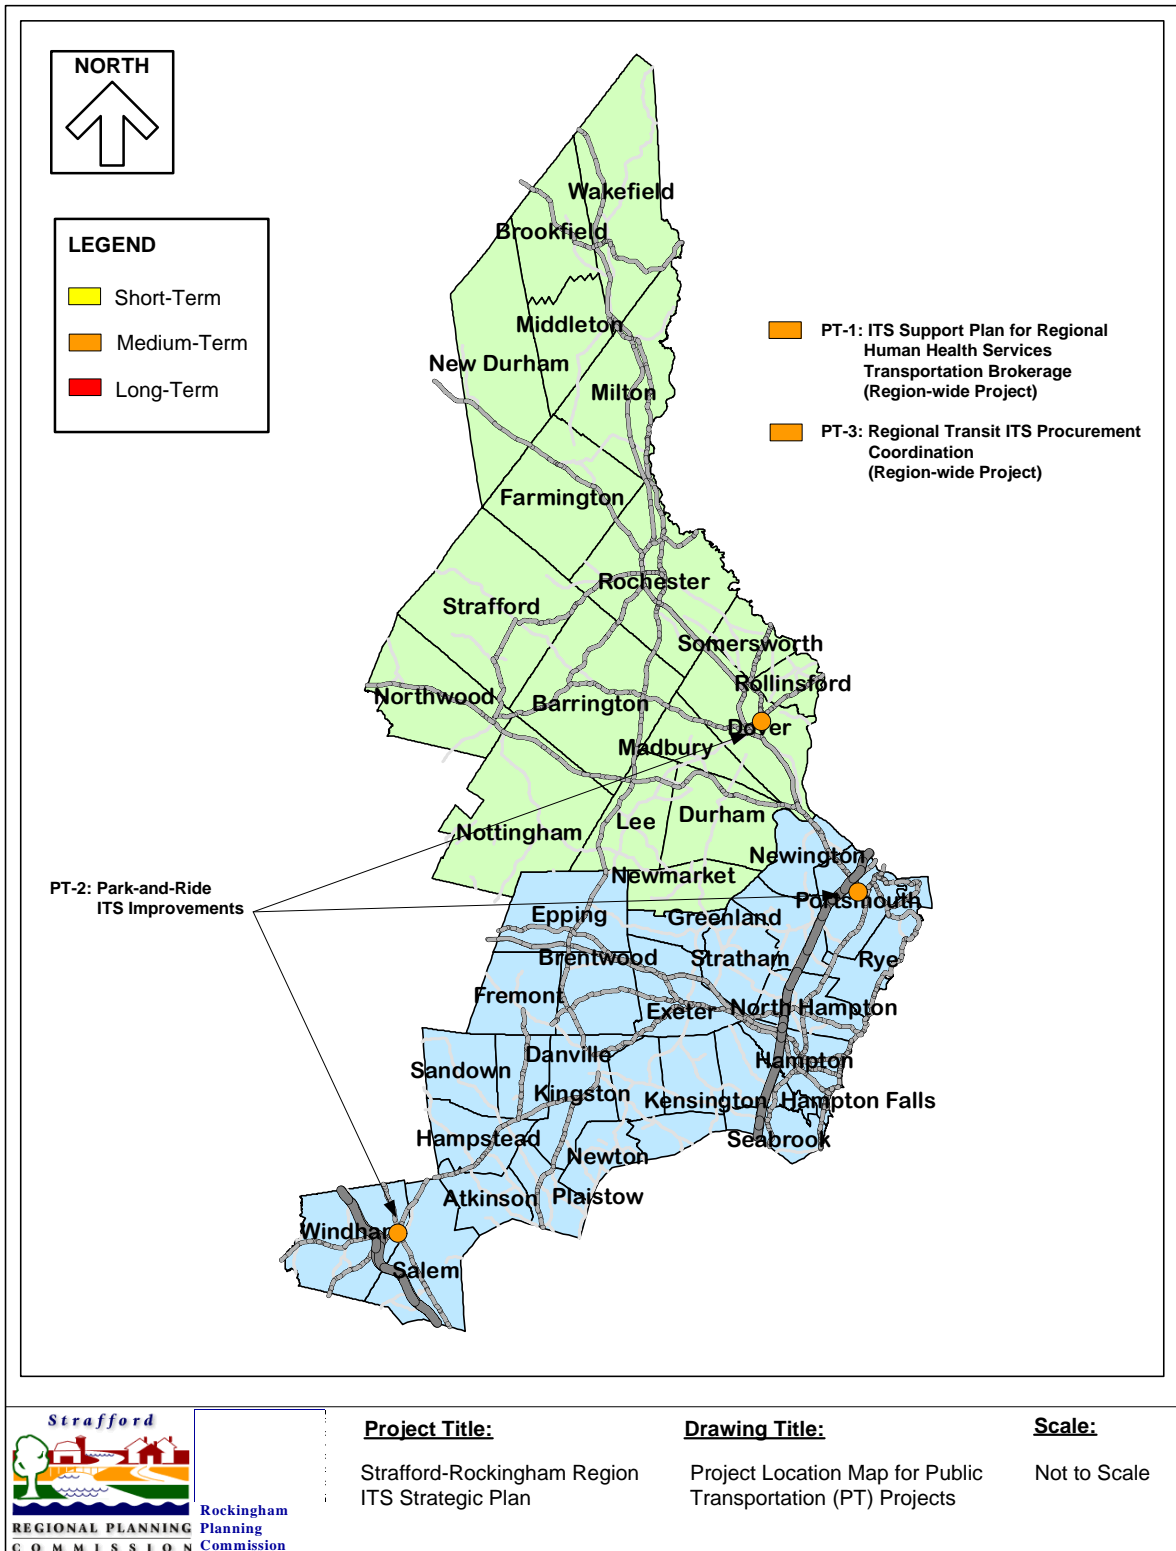 NORTH
LEGEND
Short-Term
Medium-Term
Long-Term
PT-1: ITS Support Plan for Regional
Human Health Services
Transportation Brokerage
(Region-wide Project)
PT-3: Regional Transit ITS Procurement
Coordination
(Region-wide Project)
Wakefield
Brookfield
Middleton
New Durham
Milton
Farmington
Rochester
Strafford
Somersworth
Rollinsford
Northwood
Barrington
Dover
Madbury
Durham
Lee
Nottingham
Newington
Newmarket
PT-2: Park-and-Ride
ITS Improvements
Portsmouth
Epping
Greenland
Brentwood
Stratham
Rye
Fremont
Exeter
North Hampton
Danville
Hampton
Sandown
Kingston
Kensington
Hampton Falls
Hampstead
Seabrook
Newton
Atkinson
Plaistow
Windham
Salem
Strafford
REGIONAL PLANNING
COMMISSION
Rockingham
Planning
Commission
Project Title:
Strafford-Rockingham Region
ITS Strategic Plan
Drawing Title:
Project Location Map for Public
Transportation (PT) Projects
Scale:
Not to Scale